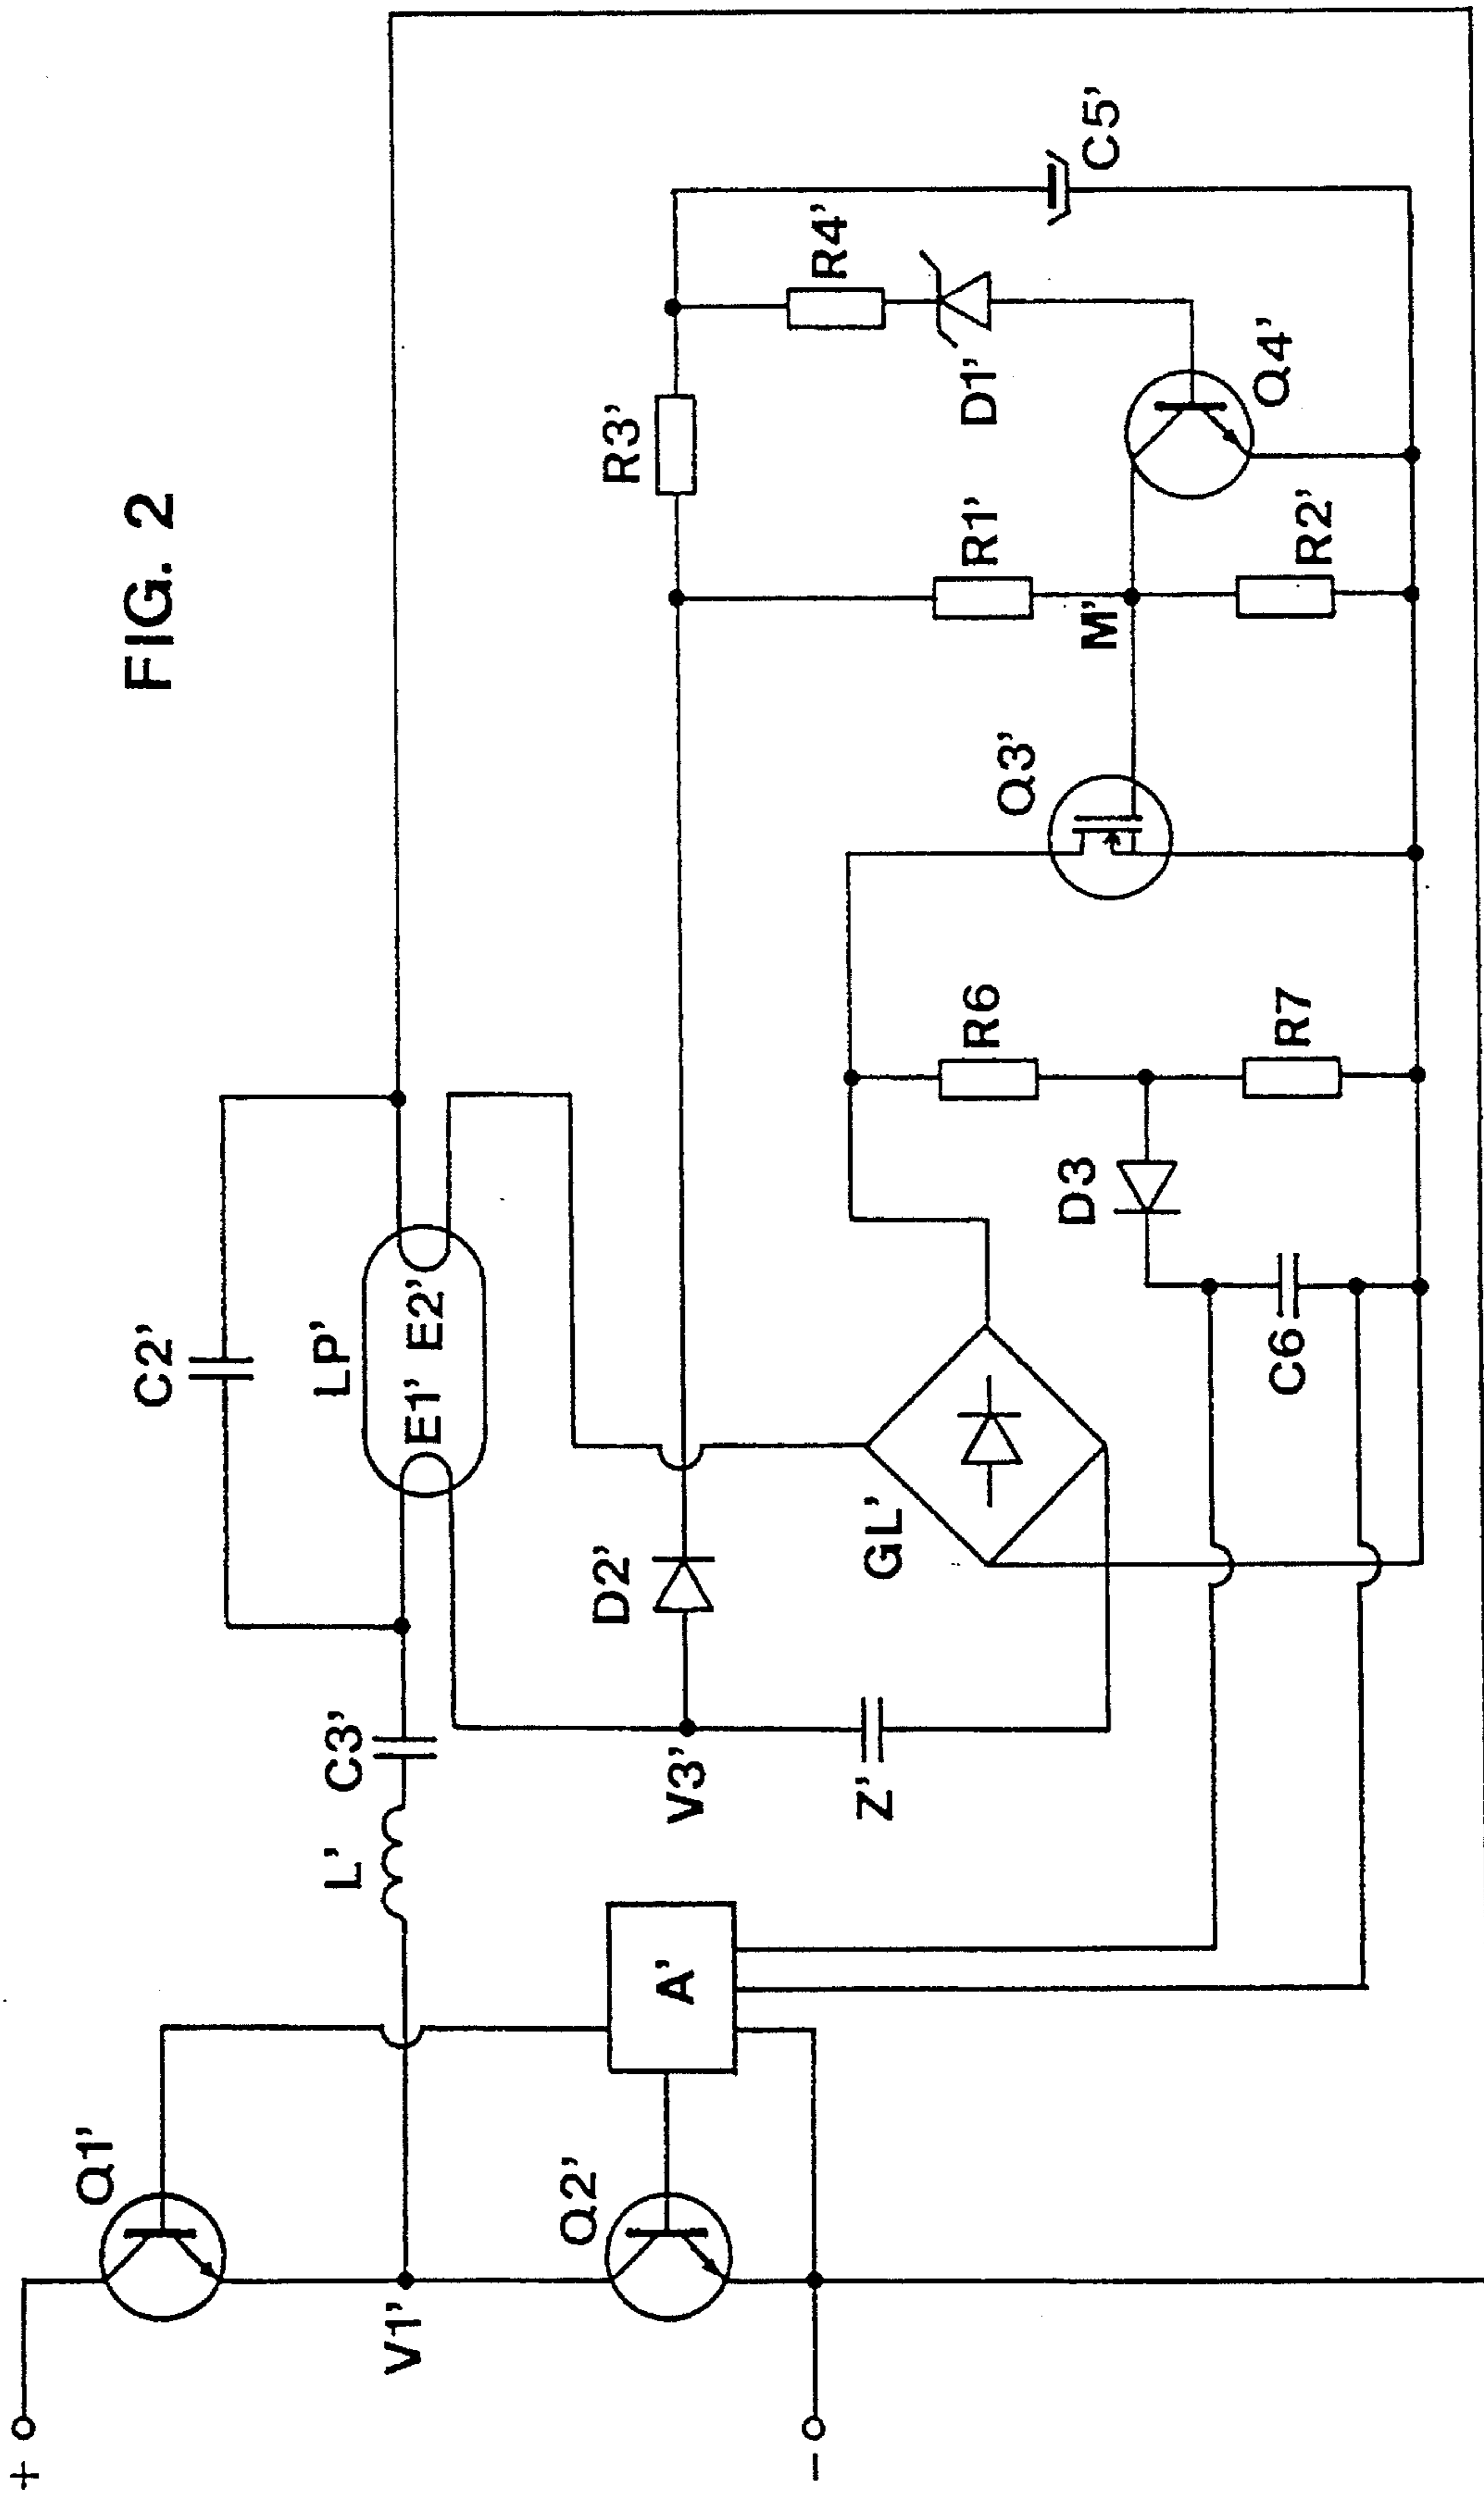 FIG. 2
+
Q1'
V1'
Q2'
-
A'
L'
C3'
C2'
LP'
E1' E2'
V3'
Z'
D2'
GL'
D3
C6
R6
R7
Q3'
M'
R1'
R2'
R3'
R4'
D1'
Q4'
C5'